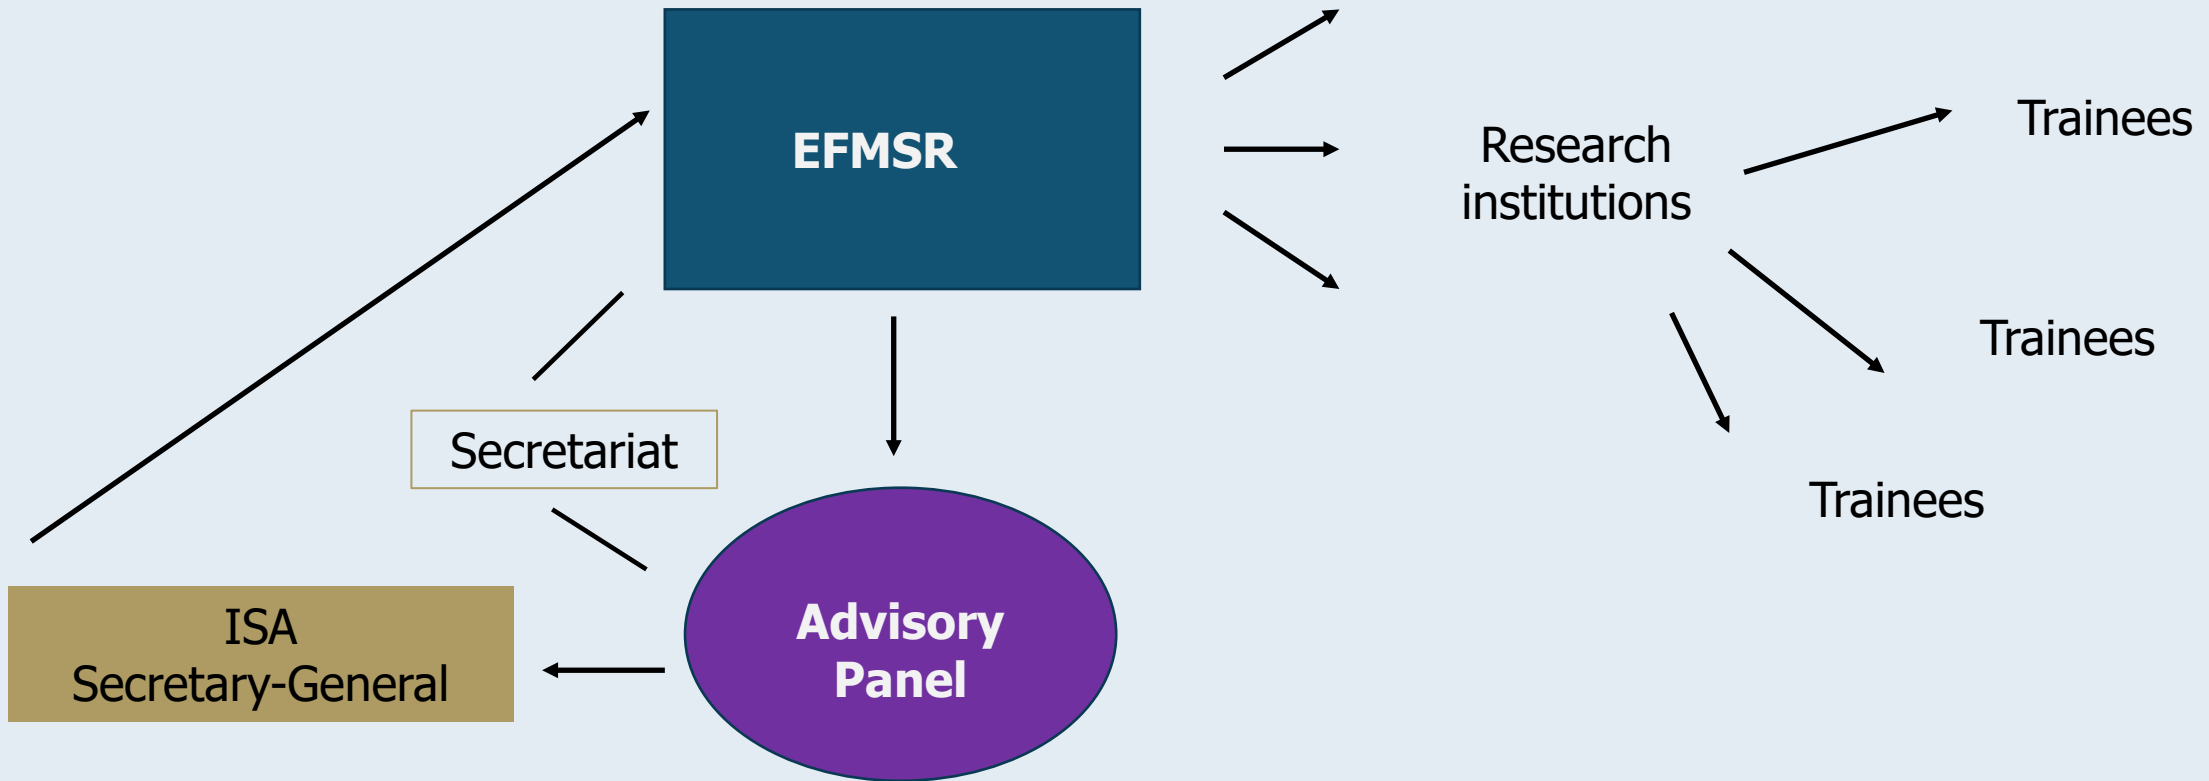 EFMSR
Research
institutions
Trainees
Trainees
Trainees
Secretariat
Advisory
Panel
ISA
Secretary-General